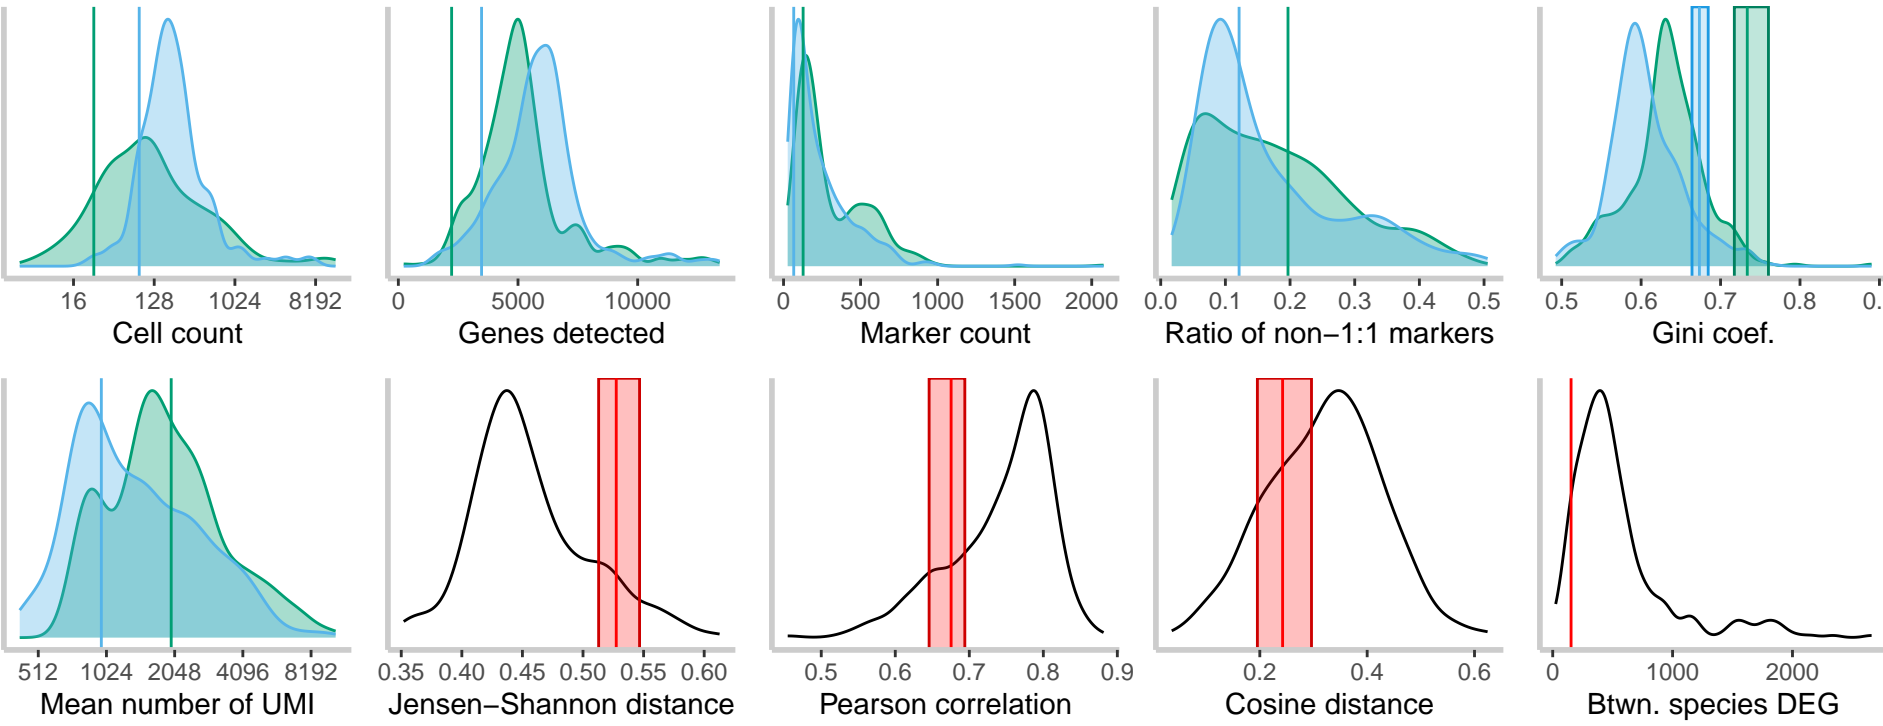 16 128 1024 8192
Cell count
0 5000 10000
Genes detected
0 500 1000 1500 2000
Marker count
0.0 0.1 0.2 0.3 0.4 0.5
Ratio of non−1:1 markers
0.5 0.6 0.7 0.8 0.
Gini coef.
512 1024 2048 4096 8192
Mean number of UMI
0.35 0.40 0.45 0.50 0.55 0.60
Jensen−Shannon distance
0.5 0.6 0.7 0.8 0.9
Pearson correlation
0.2 0.4 0.6
Cosine distance
0 1000 2000
Btwn. species DEG